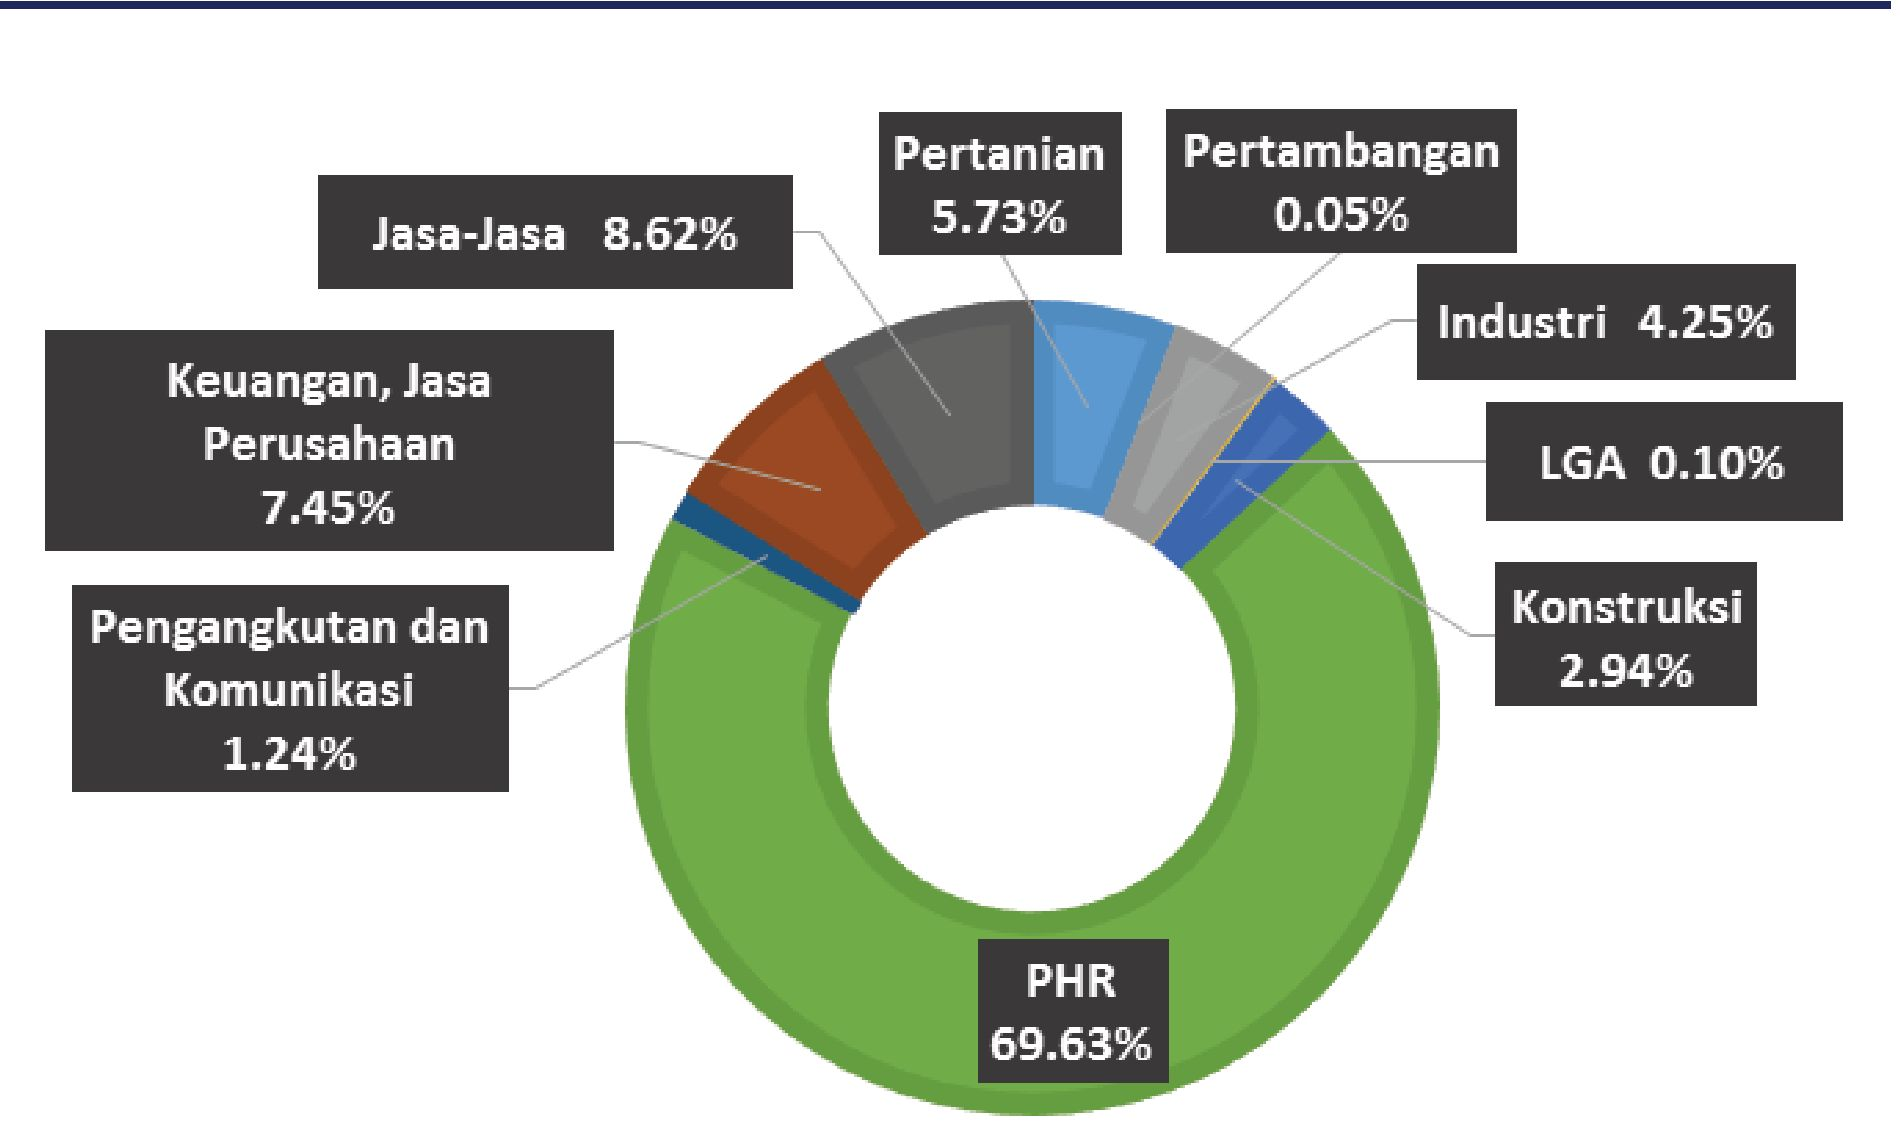 Pertanian
5.73%
Pertambangan
0.05%
Jasa-Jasa 8.62%
Industri 4.25%
Keuangan, Jasa
Perusahaan
7.45%
LGA 0.10%
Konstruksi
2.94%
Pengangkutan dan
Komunikasi
1.24%
PHR
69.63%